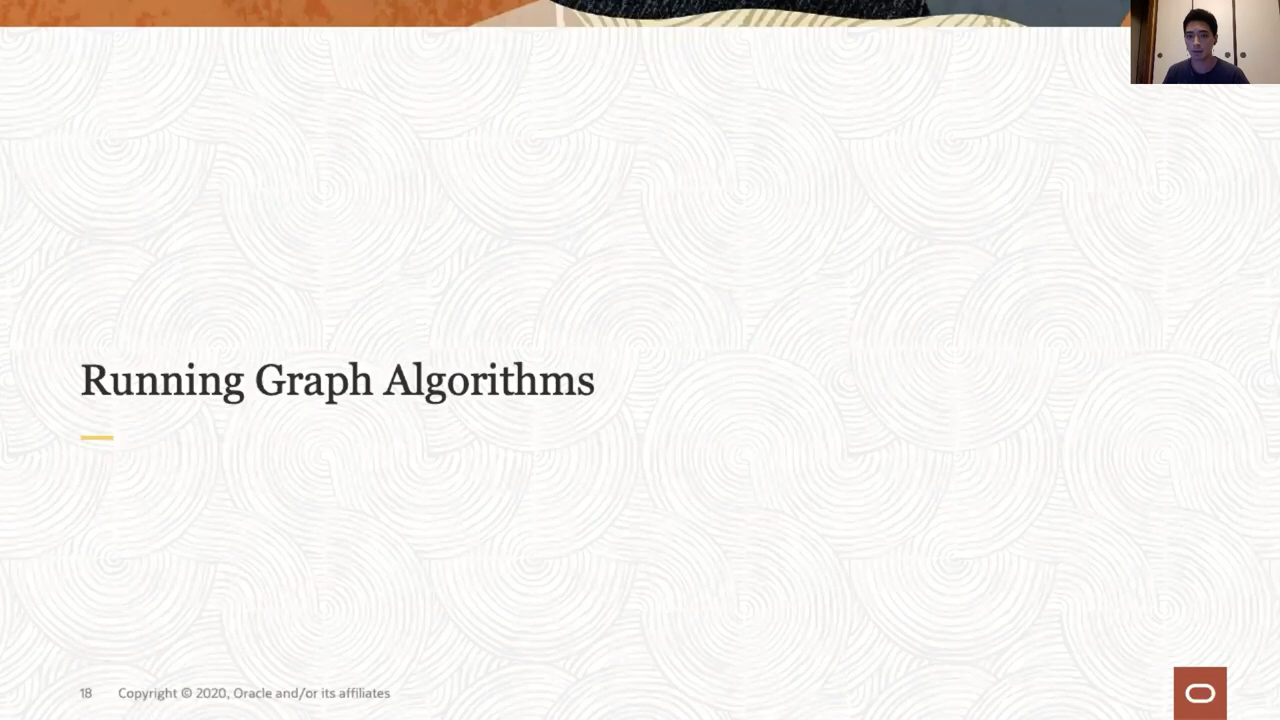 Running Graph Algorithms
18 Copyright © 2020, Oracle and/or its affiliates